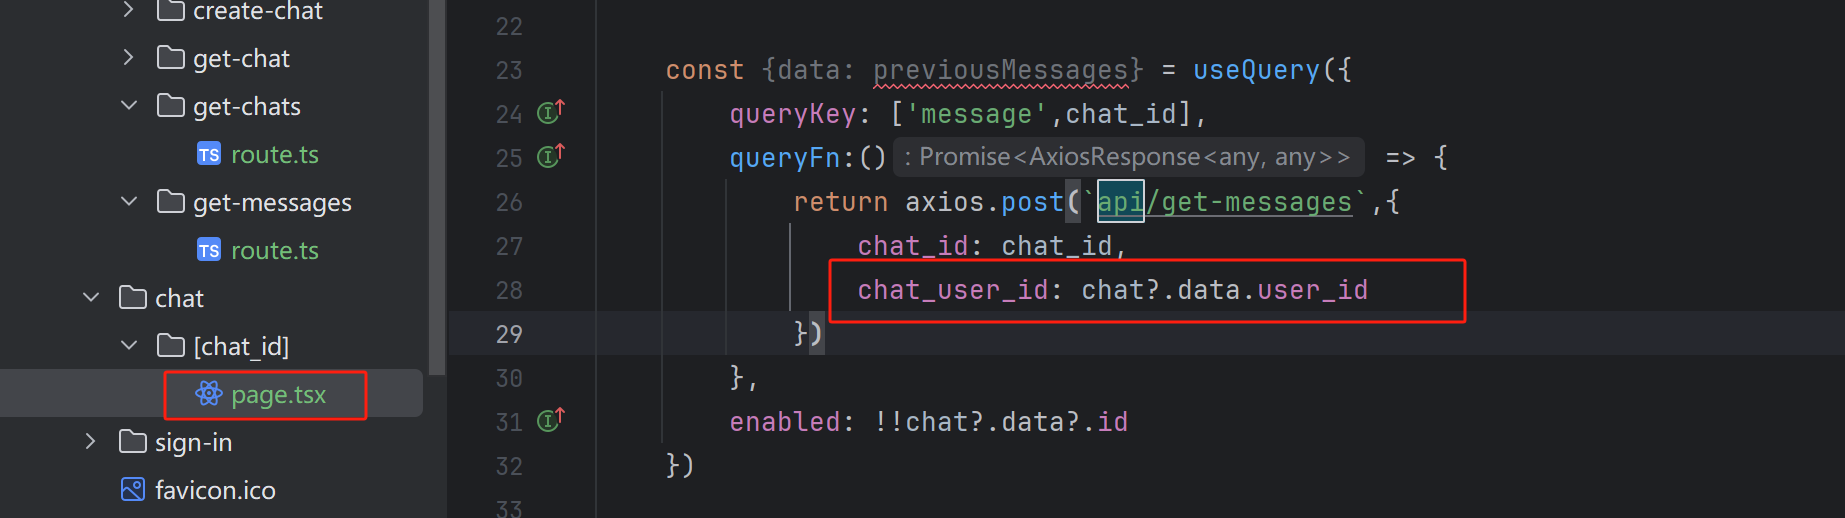 create-chat
get-chat
get-chats
TS route.ts
get-messages
TS route.ts
chat
[chat_id]
page.tsx
sign-in
favicon.ico
22
23 const {data: previousMessages} = useQuery({
24 queryKey: ['message',chat_id],
25 queryFn:() : Promise<AxiosResponse<any, any>> => {
26 return axios.post(`api/get-messages`,{
27 chat_id: chat_id,
28 chat_user_id: chat?.data.user_id
29 })
30 },
31 enabled: !!chat?.data?.id
32 })
33